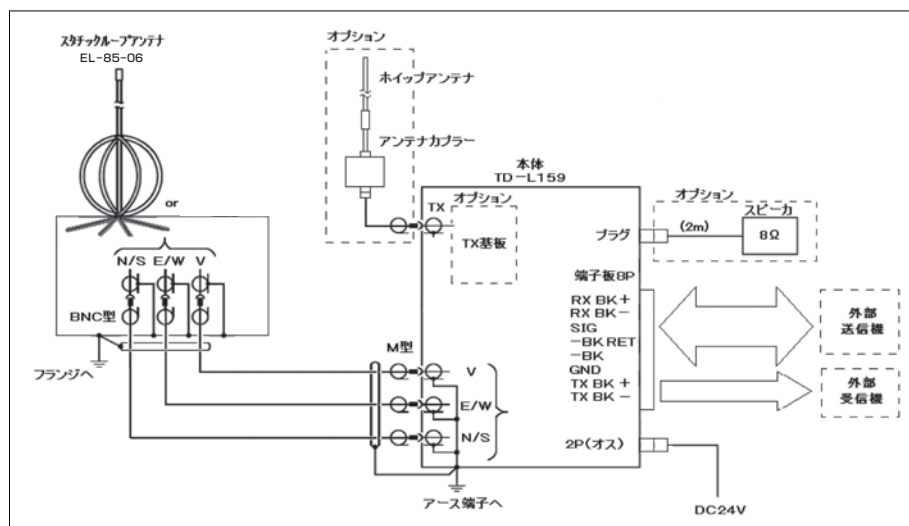 スタチックループアンテナ
EL-85-06
or
N/S E/W V
BNC型
フランジへ
オプション
ホイップアンテナ
アンテナカプラー
本体
TD-L159
TX
オプション
TX基板
M型
V
E/W
N/S
アース端子へ
プラグ
(2m)
オプション
スピーカ
8Ω
端子板8P
RX BK+
RX BK-
SIG
-BK RET
-BK
GND
TX BK +
TX BK -
外部
送信機
外部
受信機
2P(オス)
DC24V